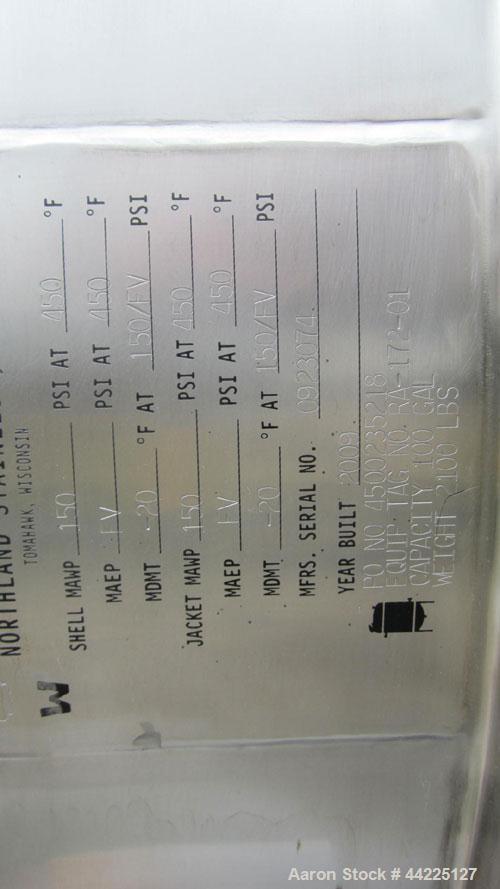 NORTHLAND
TOMAHAWK, WISCONSIN
W
SHELL MAWP 150 PSI AT 450 °F
MAEP FV PSI AT 450 °F
MDMT -20 °F AT 150/FV PSI
JACKET MAWP 150 PSI AT 450 °F
MAEP FV PSI AT 450 °F
MDMT -20 °F AT 150/FV PSI
MFRS. SERIAL NO. 0923074
YEAR BUILT 2009
PO NO 4500235218
EQUIP. TAG NO. RA-172-01
CAPACITY 100 GAL
WEIGHT 2100 LBS
Aaron Stock # 44225127